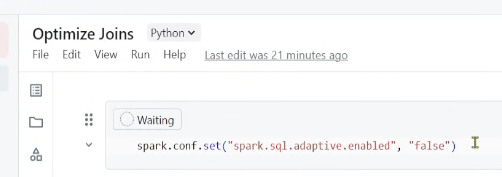 Optimize Joins Python
File Edit View Run Help Last edit was 21 minutes ago
Waiting
spark.conf.set("spark.sql.adaptive.enabled", "false")